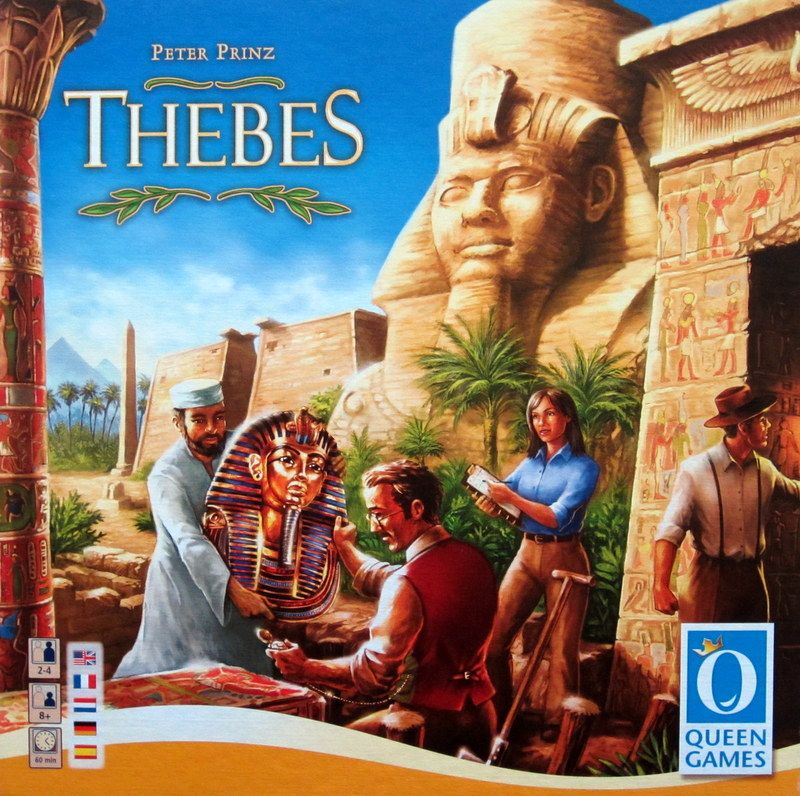 PETER PRINZ
THEBES
2-4
8+
60 min
QUEEN
GAMES